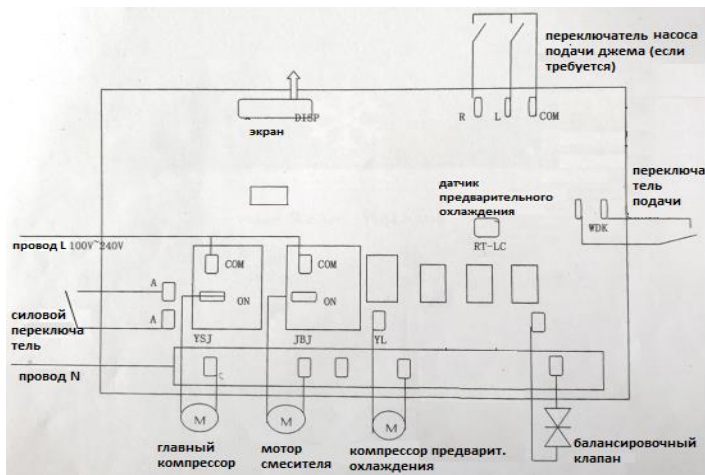 переключатель насоса
подачи джема (если
требуется)
DISP
экран
R
L
COM
датчик
предварительного
охлаждения
переключа
тель
подачи
WDK
RT-LC
провод L 100V~240V
COM
COM
A
ON
ON
A
силовой
переключа
тель
YSJ
JBJ
YL
провод N
C
M
M
M
главный
компрессор
мотор
смесителя
компрессор предварит.
охлаждения
балансировочный
клапан